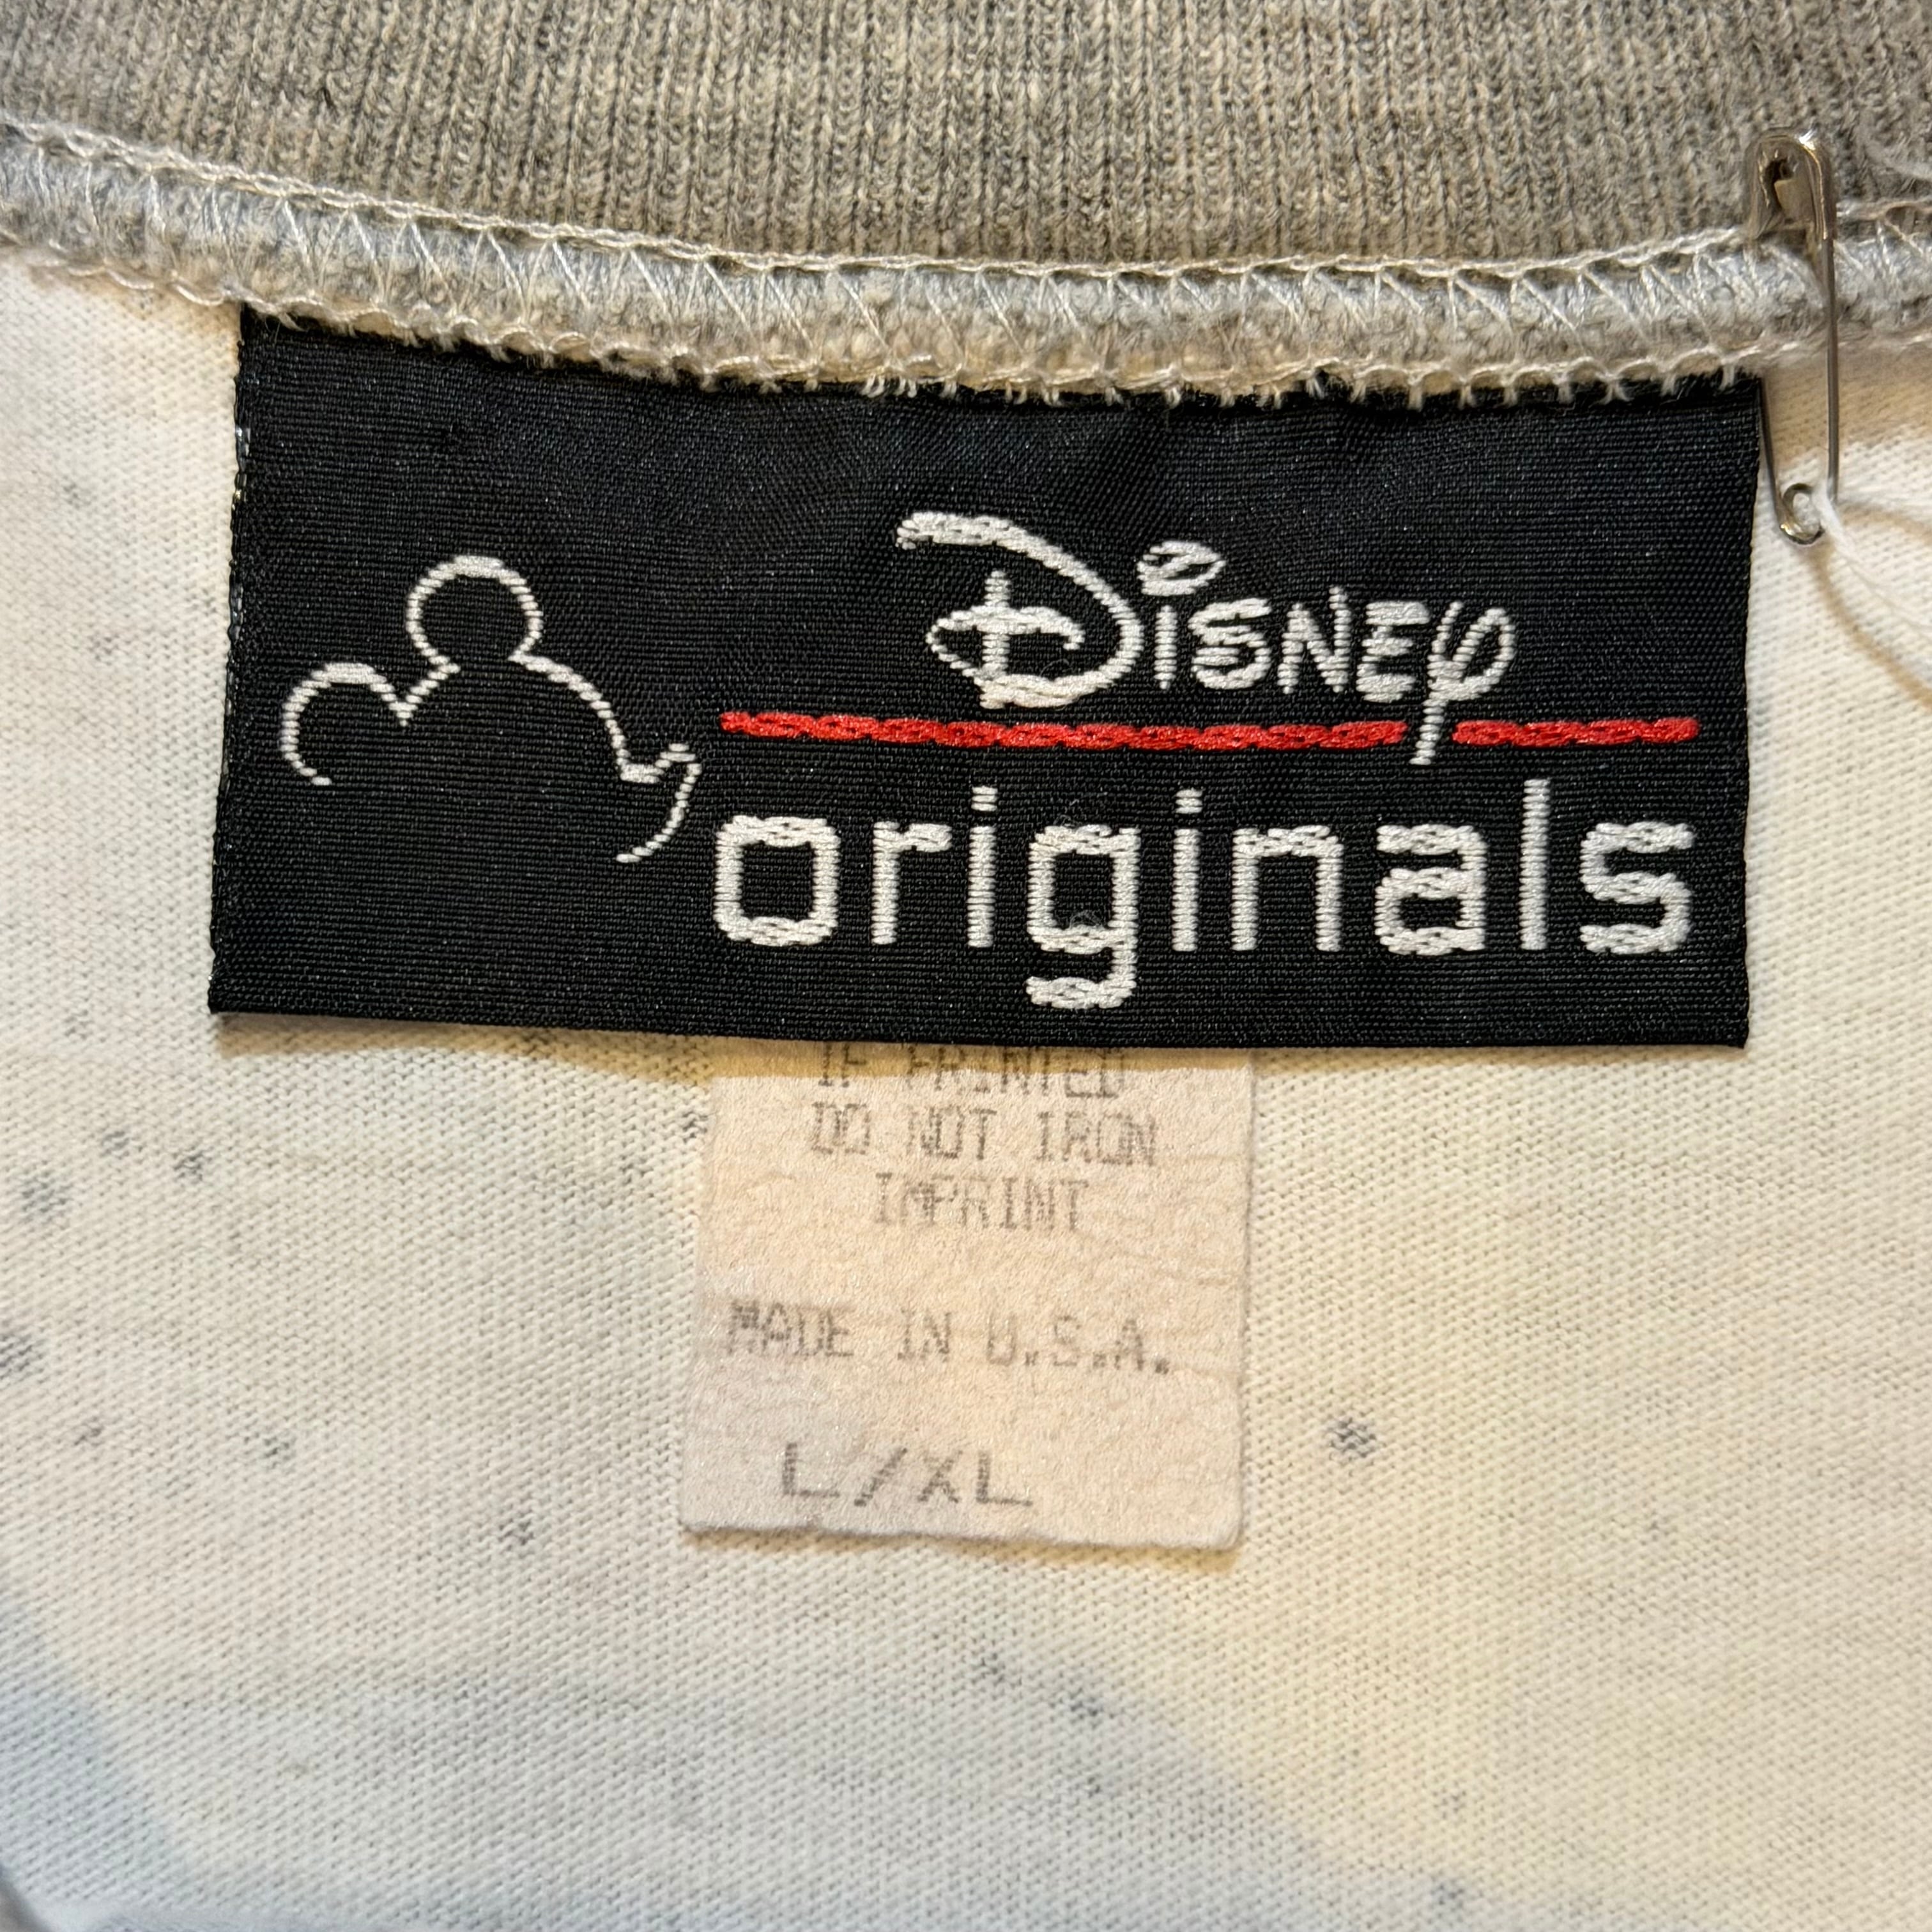 Disney
originals
IF PRINTED
DO NOT IRON
IMPRINT
MADE IN U.S.A.
L/XL